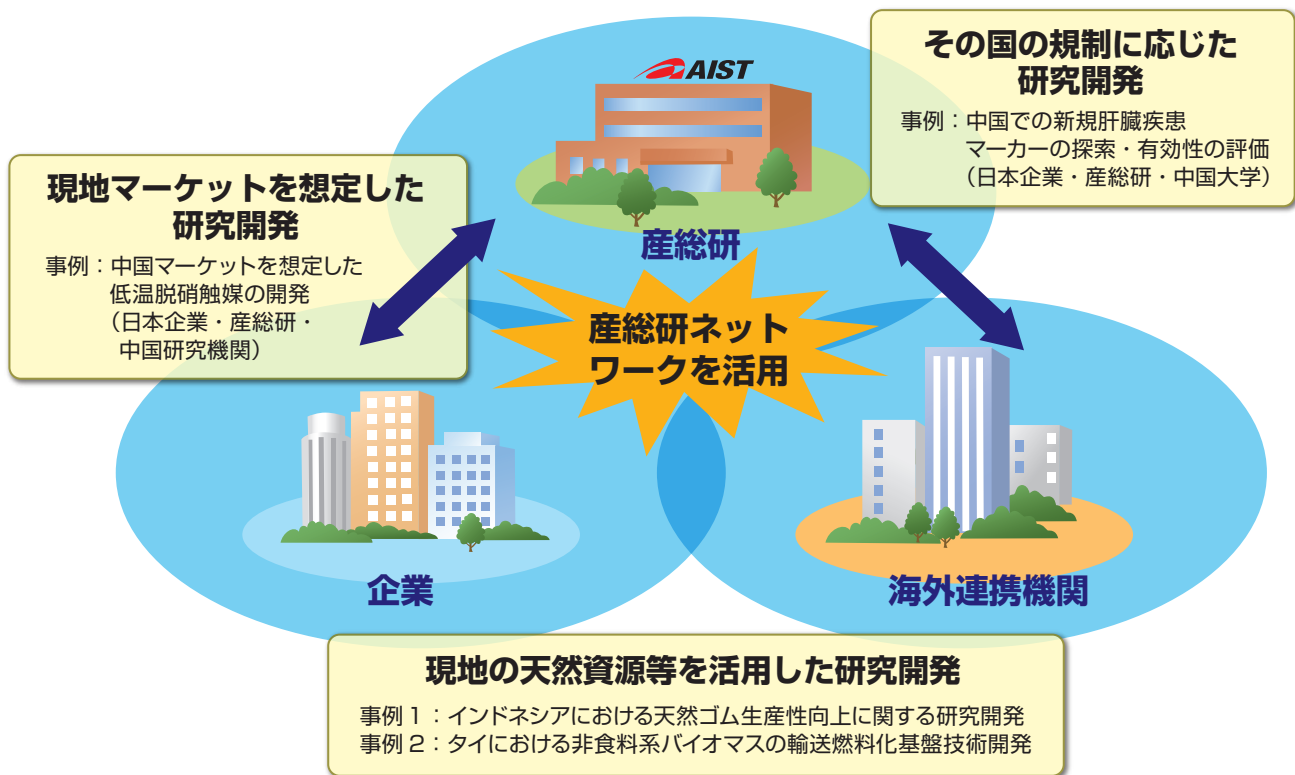 AIST
産総研
その国の規制に応じた
研究開発
事例：中国での新規肝臓疾患
マーカーの探索・有効性の評価
（日本企業・産総研・中国大学）
現地マーケットを想定した
研究開発
事例：中国マーケットを想定した
低温脱硝触媒の開発
（日本企業・産総研・
中国研究機関）
産総研ネット
ワークを活用
企業
海外連携機関
現地の天然資源等を活用した研究開発
事例1：インドネシアにおける天然ゴム生産性向上に関する研究開発
事例2：タイにおける非食料系バイオマスの輸送燃料化基盤技術開発